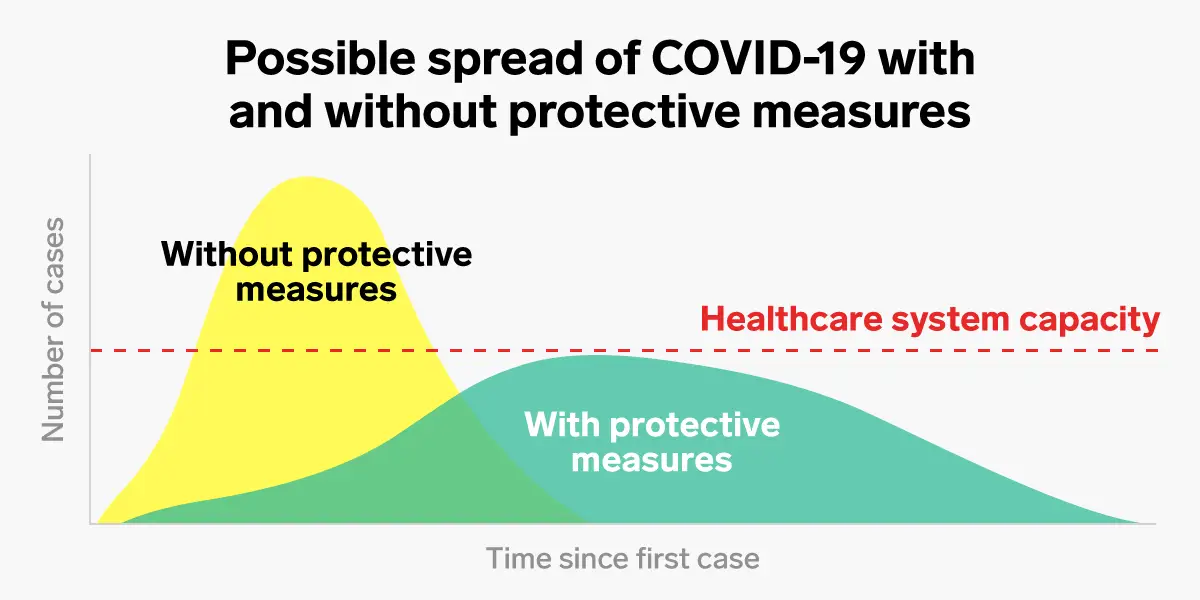 Possible spread of COVID-19 with
and without protective measures
Number of cases
Without protective
measures
Healthcare system capacity
With protective
measures
Time since first case